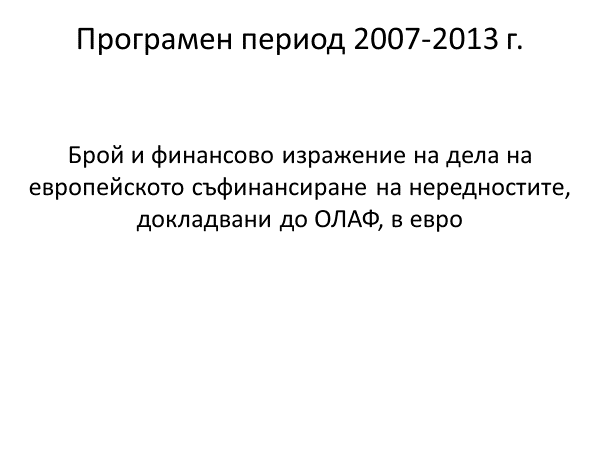 Програмен период 2007-2013 г.
Брой и финансово изражение на дела на
европейското съфинансиране на нередностите,
докладвани до ОЛАФ, в евро